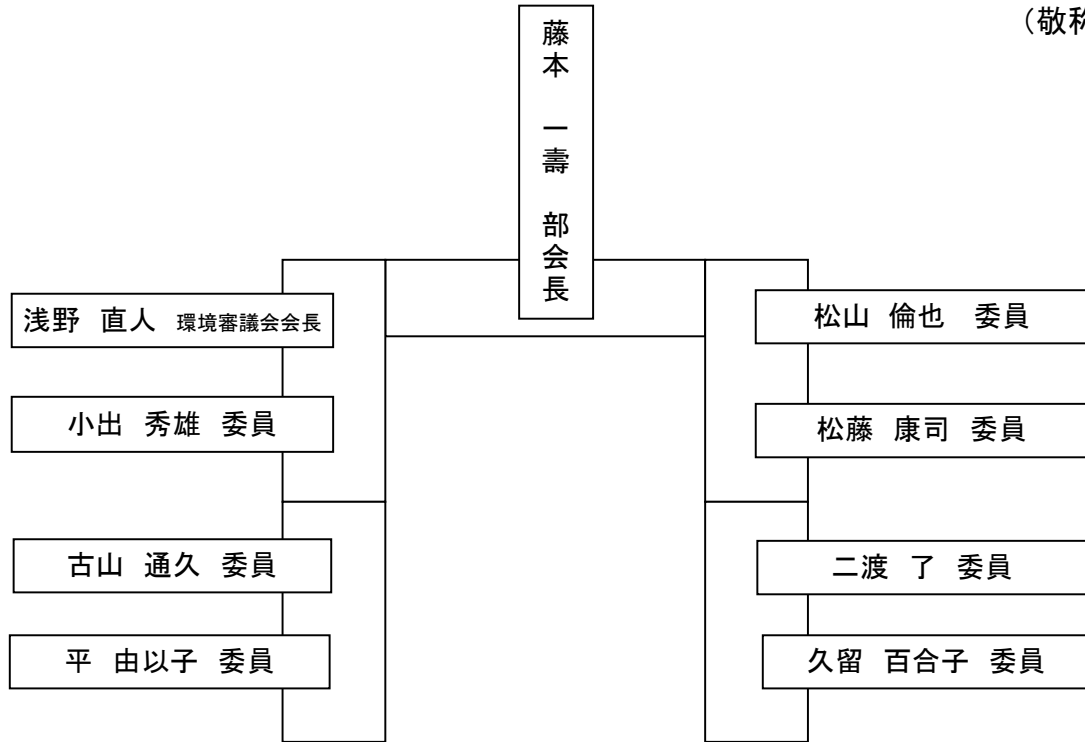 （敬称
藤本 一壽 部会長
浅野 直人 環境審議会会長
松山 倫也 委員
小出 秀雄 委員
松藤 康司 委員
古山 通久 委員
二渡 了 委員
平 由以子 委員
久留 百合子 委員